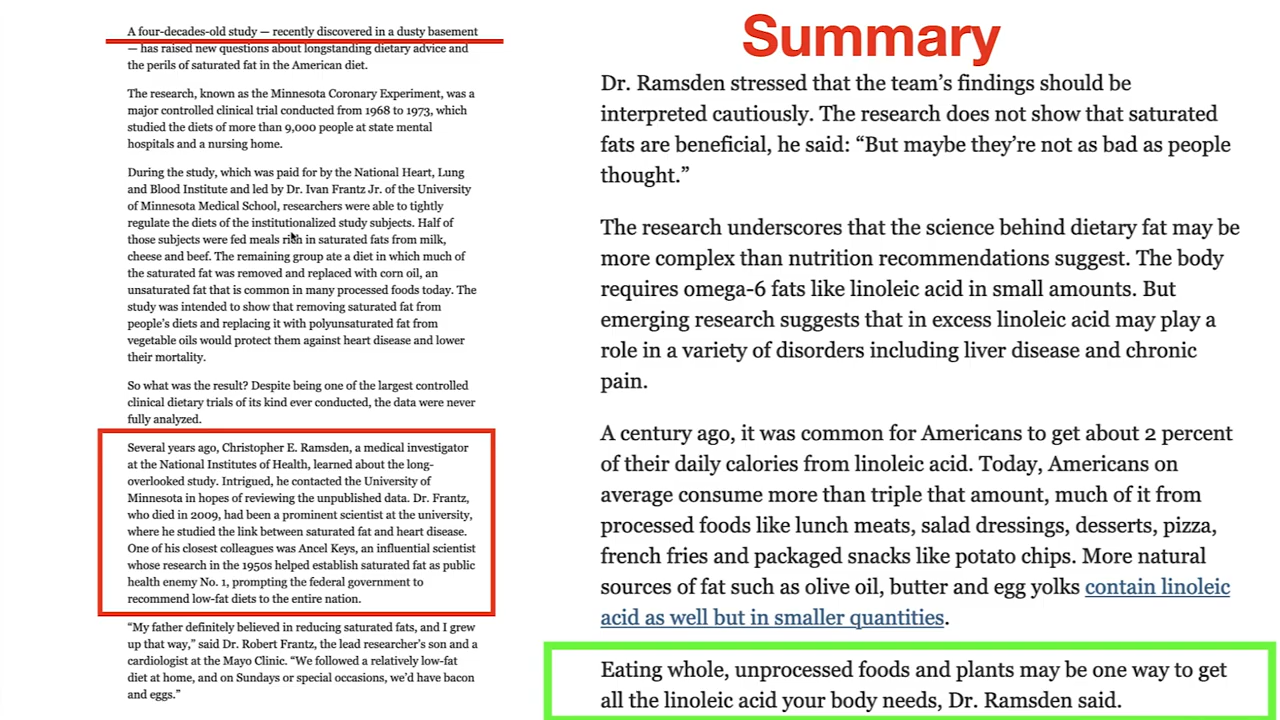 A four-decades-old study — recently discovered in a dusty basement
— has raised new questions about longstanding dietary advice and
the perils of saturated fat in the American diet.
The research, known as the Minnesota Coronary Experiment, was a
major controlled clinical trial conducted from 1968 to 1973, which
studied the diets of more than 9,000 people at state mental
hospitals and a nursing home.
During the study, which was paid for by the National Heart, Lung
and Blood Institute and led by Dr. Ivan Frantz Jr. of the University
of Minnesota Medical School, researchers were able to tightly
regulate the diets of the institutionalized study subjects. Half of
those subjects were fed meals rich in saturated fats from milk,
cheese and beef. The remaining group ate a diet in which much of
the saturated fat was removed and replaced with corn oil, an
unsaturated fat that is common in many processed foods today. The
study was intended to show that removing saturated fat from
people's diets and replacing it with polyunsaturated fat from
vegetable oils would protect them against heart disease and lower
their mortality.
So what was the result? Despite being one of the largest controlled
clinical dietary trials of its kind ever conducted, the data were never
fully analyzed.
Several years ago, Christopher E. Ramsden, a medical investigator
at the National Institutes of Health, learned about the long-
overlooked study. Intrigued, he contacted the University of
Minnesota in hopes of reviewing the unpublished data. Dr. Frantz,
who died in 2009, had been a prominent scientist at the university,
where he studied the link between saturated fat and heart disease.
One of his closest colleagues was Ancel Keys, an influential scientist
whose research in the 1950s helped establish saturated fat as public
health enemy No. 1, prompting the federal government to
recommend low-fat diets to the entire nation.
“My father definitely believed in reducing saturated fats, and I grew
up that way,” said Dr. Robert Frantz, the lead researcher's son and a
cardiologist at the Mayo Clinic. “We followed a relatively low-fat
diet at home, and on Sundays or special occasions, we'd have bacon
and eggs.”
Summary
Dr. Ramsden stressed that the team’s findings should be
interpreted cautiously. The research does not show that saturated
fats are beneficial, he said: “But maybe they’re not as bad as people
thought.”
The research underscores that the science behind dietary fat may be
more complex than nutrition recommendations suggest. The body
requires omega-6 fats like linoleic acid in small amounts. But
emerging research suggests that in excess linoleic acid may play a
role in a variety of disorders including liver disease and chronic
pain.
A century ago, it was common for Americans to get about 2 percent
of their daily calories from linoleic acid. Today, Americans on
average consume more than triple that amount, much of it from
processed foods like lunch meats, salad dressings, desserts, pizza,
french fries and packaged snacks like potato chips. More natural
sources of fat such as olive oil, butter and egg yolks contain linoleic
acid as well but in smaller quantities.
Eating whole, unprocessed foods and plants may be one way to get
all the linoleic acid your body needs, Dr. Ramsden said.